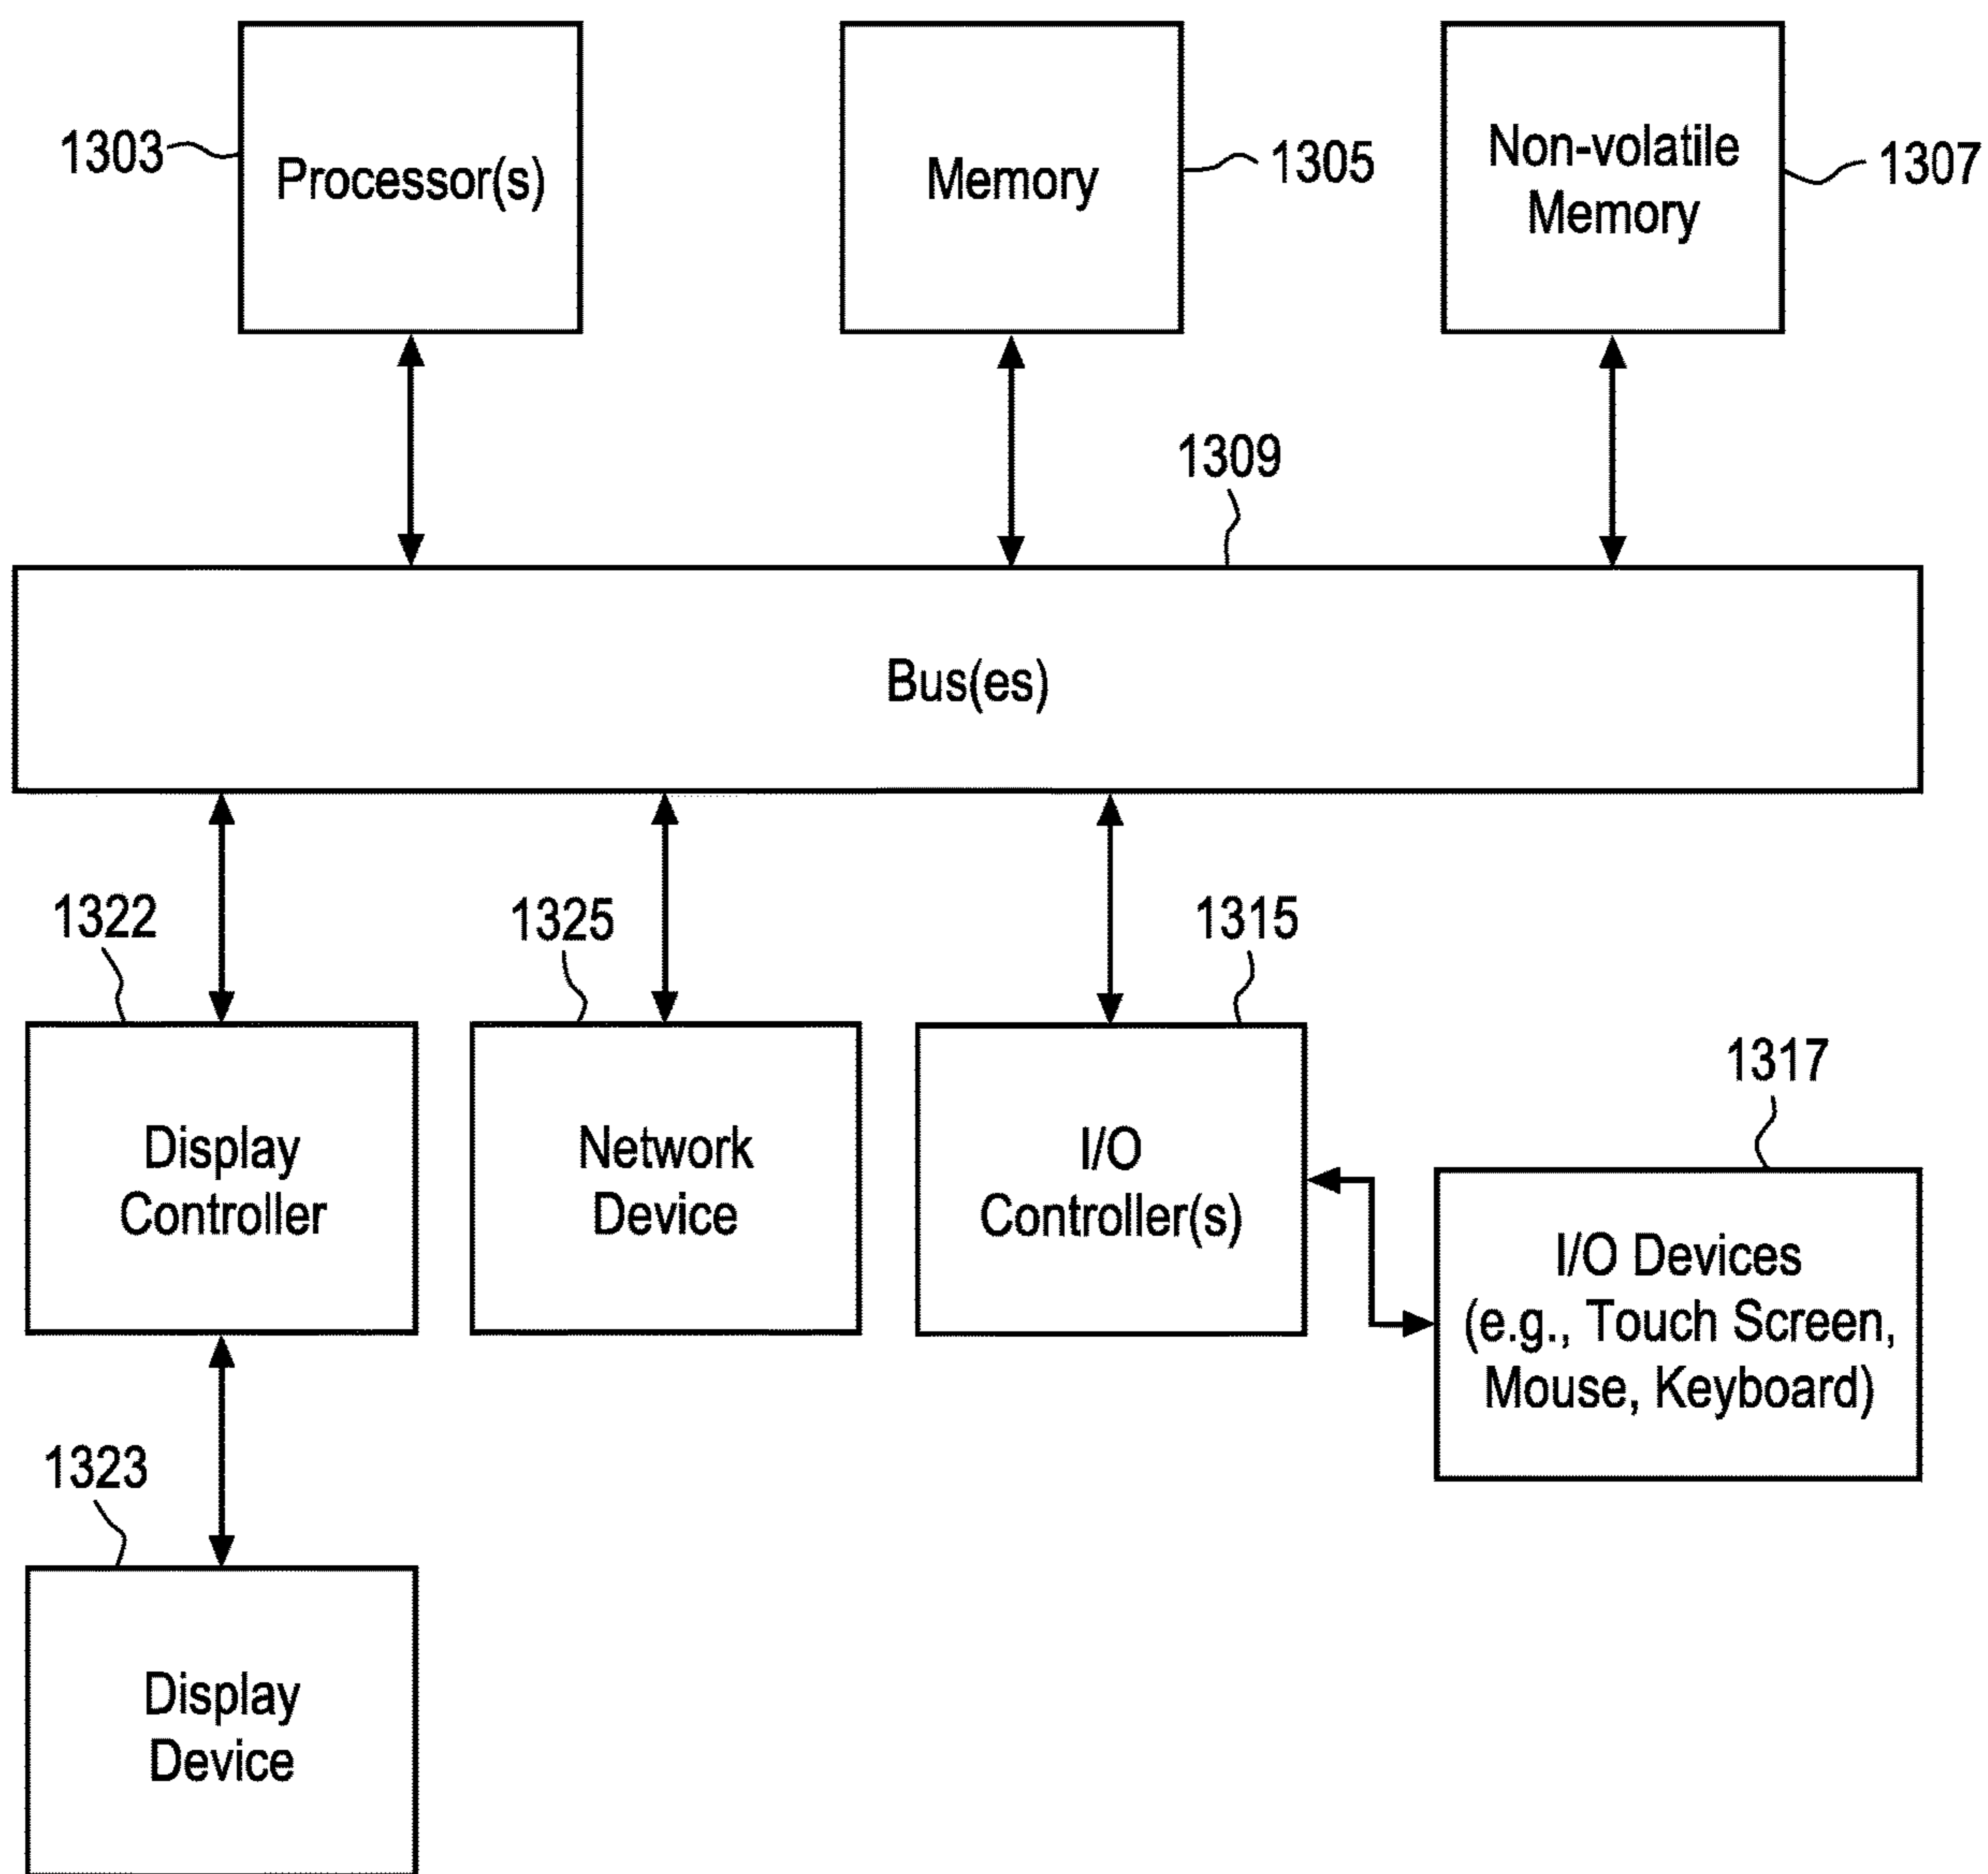 1303
Processor(s)
Memory
1305
Non-volatile
Memory
1307
1309
Bus(es)
1322
1325
1315
Display
Controller
Network
Device
I/O
Controller(s)
1317
I/O Devices
(e.g., Touch Screen,
Mouse, Keyboard)
1323
Display
Device